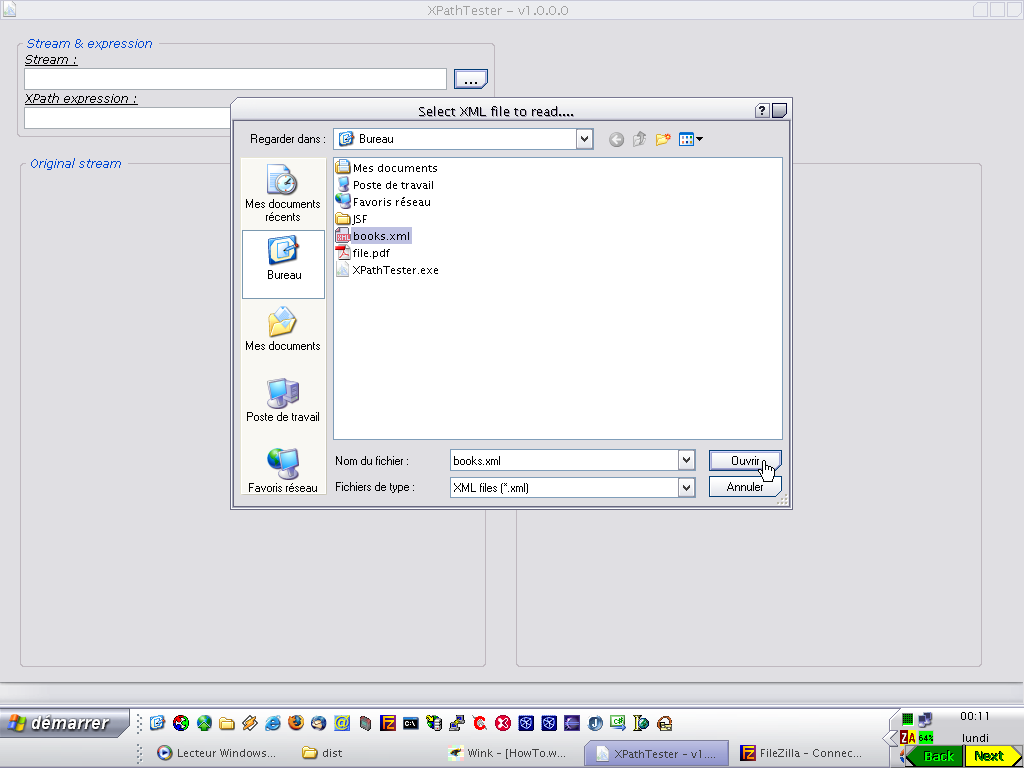 XPathTester – v1.0.0.0
Stream & expression
Stream :
...
XPath expression :
Original stream
Select XML file to read....
?
Regarder dans :
Bureau
Mes documents récents
Bureau
Mes documents
Poste de travail
Favoris réseau
Mes documents
Poste de travail
Favoris réseau
JSF
books.xml
file.pdf
XPathTester.exe
Nom du fichier :
books.xml
Ouvrir
Fichiers de type :
XML files (*.xml)
Annuler
démarrer
00:11
64%
lundi
Lecteur Windows...
dist
Wink - [HowTo.w...
XPathTester – v1....
FileZilla - Connec...
Back
Next